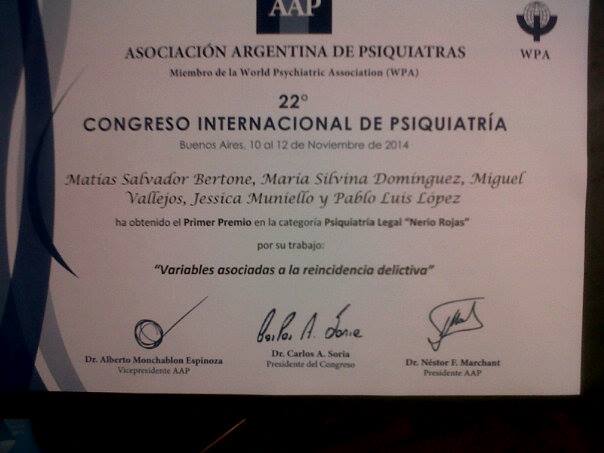 AAP
ASOCIACIÓN ARGENTINA DE PSIQUIATRAS
Miembro de la World Psychiatric Association (WPA)
WPA
22°
CONGRESO INTERNACIONAL DE PSIQUIATRÍA
Buenos Aires, 10 al 12 de Noviembre de 2014
Matías Salvador Bertone, María Silvina Domínguez, Miguel
Vallejos, Jessica Muniello y Pablo Luis López
ha obtenido el Primer Premio en la categoría Psiquiatría Legal "Nerio Rojas"
por su trabajo:
"Variables asociadas a la reincidencia delictiva"
Dr. Alberto Monchablon Espinoza
Vicepresidente AAP
Dr. Carlos A. Soria
Presidente del Congreso
Dr. Néstor F. Marchant
Presidente AAP